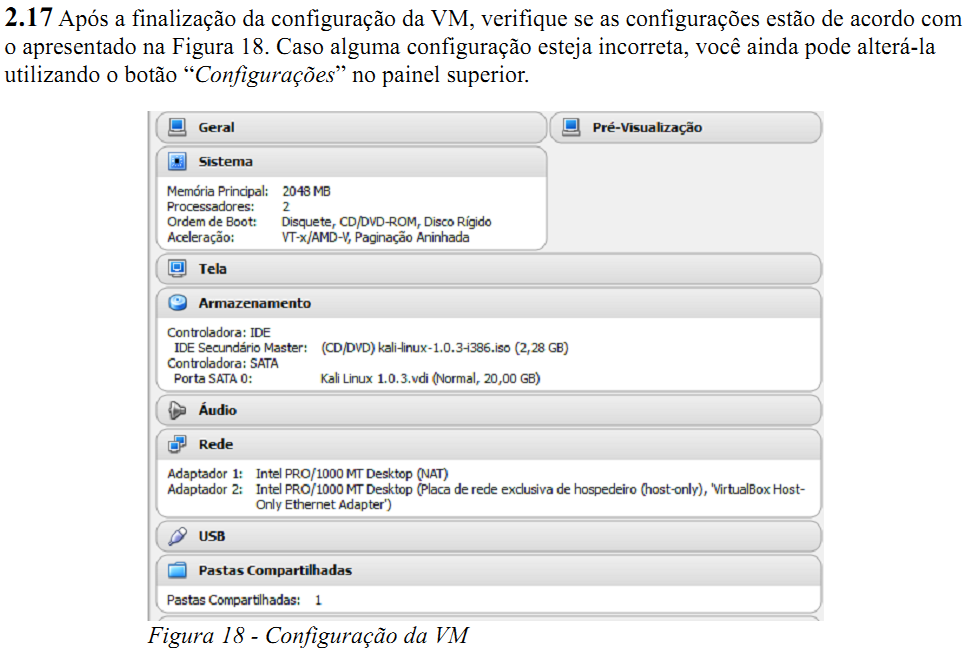 2.17 Após a finalização da configuração da VM, verifique se as configurações estão de acordo com
o apresentado na Figura 18. Caso alguma configuração esteja incorreta, você ainda pode alterá-la
utilizando o botão “Configurações” no painel superior.
Geral
Pré-Visualização
Sistema
Memória Principal: 2048 MB
Processadores: 2
Ordem de Boot: Disquete, CD/DVD-ROM, Disco Rígido
Aceleração: VT-x/AMD-V, Paginação Aninhada
Tela
Armazenamento
Controladora: IDE
IDE Secundário Master: (CD/DVD) kali-linux-1.0.3-i386.iso (2,28 GB)
Controladora: SATA
Porta SATA 0: Kali Linux 1.0.3.vdi (Normal, 20,00 GB)
Áudio
Rede
Adaptador 1: Intel PRO/1000 MT Desktop (NAT)
Adaptador 2: Intel PRO/1000 MT Desktop (Placa de rede exclusiva de hospedeiro (host-only), 'VirtualBox Host-
Only Ethernet Adapter')
USB
Pastas Compartilhadas
Pastas Compartilhadas: 1
Figura 18 - Configuração da VM